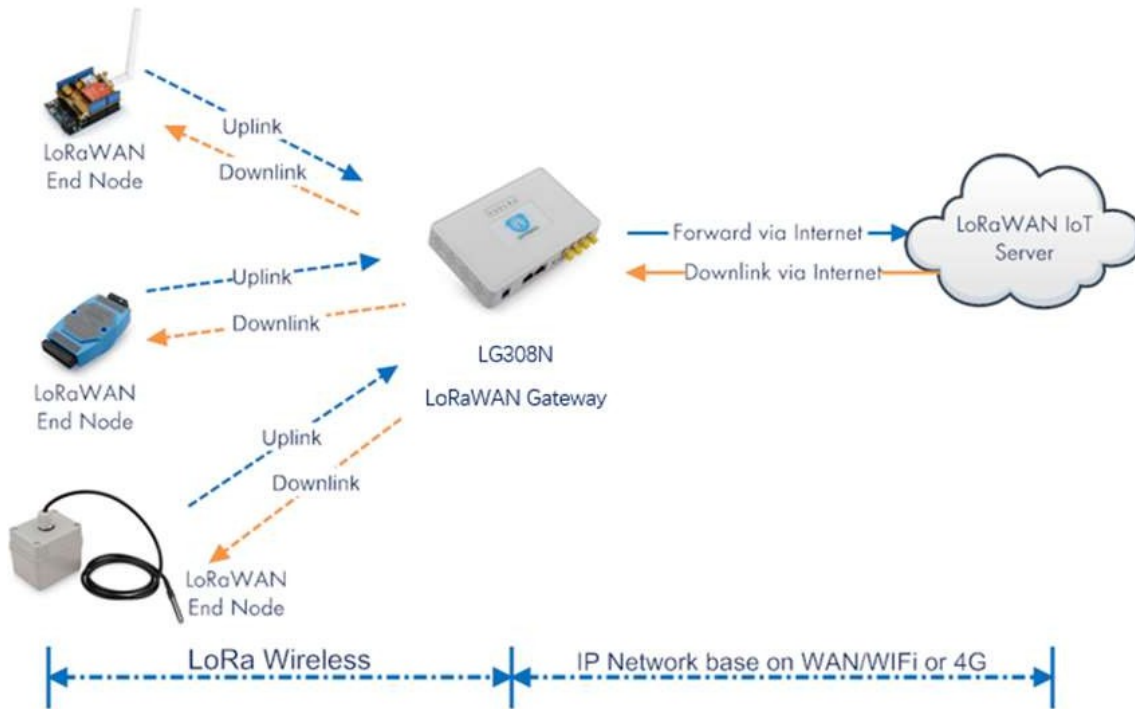 Uplink
Downlink
LoRaWAN
End Node
Uplink
Downlink
LoRaWAN
End Node
Uplink
Downlink
LoRaWAN
End Node
LG308N
LoRaWAN Gateway
Forward via Internet
Downlink via Internet
LoRaWAN IoT
Server
LoRa Wireless
IP Network base on WAN/WIFi or 4G